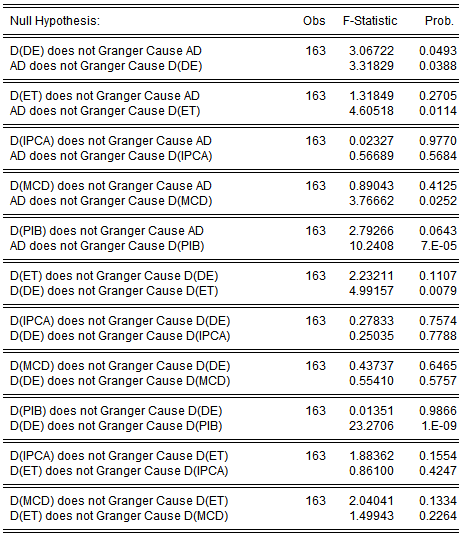 Null Hypothesis: Obs F-Statistic Prob.
D(DE) does not Granger Cause AD 163 3.06722 0.0493
AD does not Granger Cause D(DE) 3.31829 0.0388
D(ET) does not Granger Cause AD 163 1.31849 0.2705
AD does not Granger Cause D(ET) 4.60518 0.0114
D(IPCA) does not Granger Cause AD 163 0.02327 0.9770
AD does not Granger Cause D(IPCA) 0.56689 0.5684
D(MCD) does not Granger Cause AD 163 0.89043 0.4125
AD does not Granger Cause D(MCD) 3.76662 0.0252
D(PIB) does not Granger Cause AD 163 2.79266 0.0643
AD does not Granger Cause D(PIB) 10.2408 7.E-05
D(ET) does not Granger Cause D(DE) 163 2.23211 0.1107
D(DE) does not Granger Cause D(ET) 4.99157 0.0079
D(IPCA) does not Granger Cause D(DE) 163 0.27833 0.7574
D(DE) does not Granger Cause D(IPCA) 0.25035 0.7788
D(MCD) does not Granger Cause D(DE) 163 0.43737 0.6465
D(DE) does not Granger Cause D(MCD) 0.55410 0.5757
D(PIB) does not Granger Cause D(DE) 163 0.01351 0.9866
D(DE) does not Granger Cause D(PIB) 23.2706 1.E-09
D(IPCA) does not Granger Cause D(ET) 163 1.88362 0.1554
D(ET) does not Granger Cause D(IPCA) 0.86100 0.4247
D(MCD) does not Granger Cause D(ET) 163 2.04041 0.1334
D(ET) does not Granger Cause D(MCD) 1.49943 0.2264